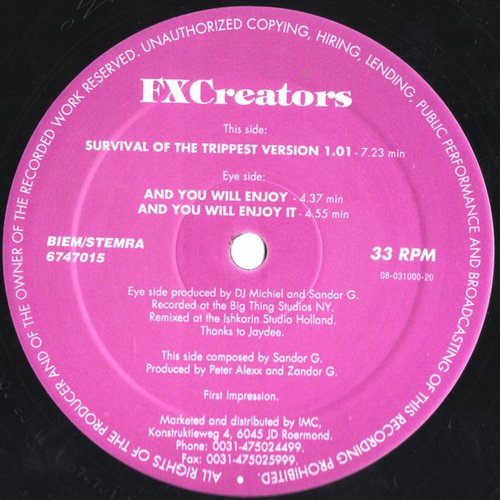 ALL RIGHTS OF THE PRODUCER AND OF THE OWNER OF THE RECORDED WORK RESERVED. UNAUTHORIZED COPYING, HIRING, LENDING, PUBLIC PERFORMANCE AND BROADCASTING OF THIS RECORDING PROHIBITED.
FXCreators
This side:
SURVIVAL OF THE TRIPPEST VERSION 1.01 - 7.23 min
Eye side:
AND YOU WILL ENJOY - 4.37 min
AND YOU WILL ENJOY IT - 4.55 min
BIEM/STEMRA 33 RPM
6747015 08-031000-20
Eye side produced by DJ Michiel and Sandor G.
Recorded at the Big Thing Studios NY.
Remixed at the Ishkarin Studio Holland.
Thanks to Jaydee.
This side composed by Sandor G.
Produced by Peter Alexx and Zandor G.
First Impression.
Marketed and distributed by IMC,
Konstruktieweg 4, 6045 JD Roermond.
Phone: 0031-475024499.
Fax: 0031-475025999.